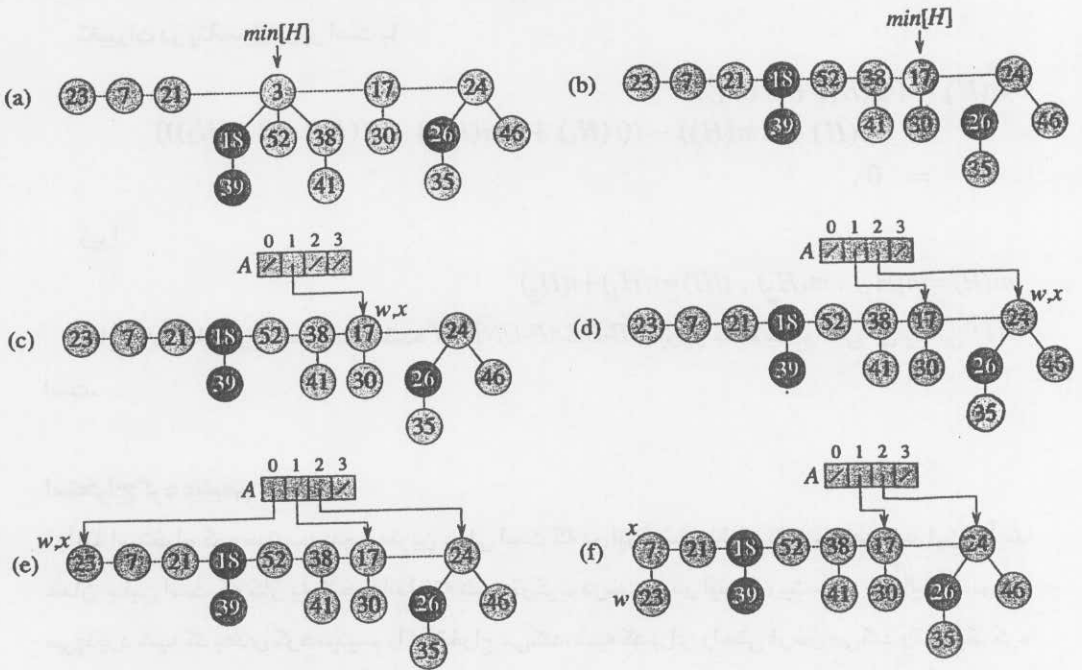 min[H]
(a) 23 7 21 3 17 24
18 52 38 30 26 46
39 41 35
min[H]
(b) 23 7 21 18 52 38 17 24
39 41 30 26 46
35
0 1 2 3
A
w,x
(c) 23 7 21 18 52 38 17 24
39 41 30 26 46
35
0 1 2 3
A
w,x
(d) 23 7 21 18 52 38 17 24
39 41 30 26 46
35
0 1 2 3
A
w,x
(e) 23 7 21 18 52 38 17 24
39 41 30 26 46
35
0 1 2 3
A
x
(f) 7 21 18 52 38 17 24
w 23 39 41 30 26 46
35